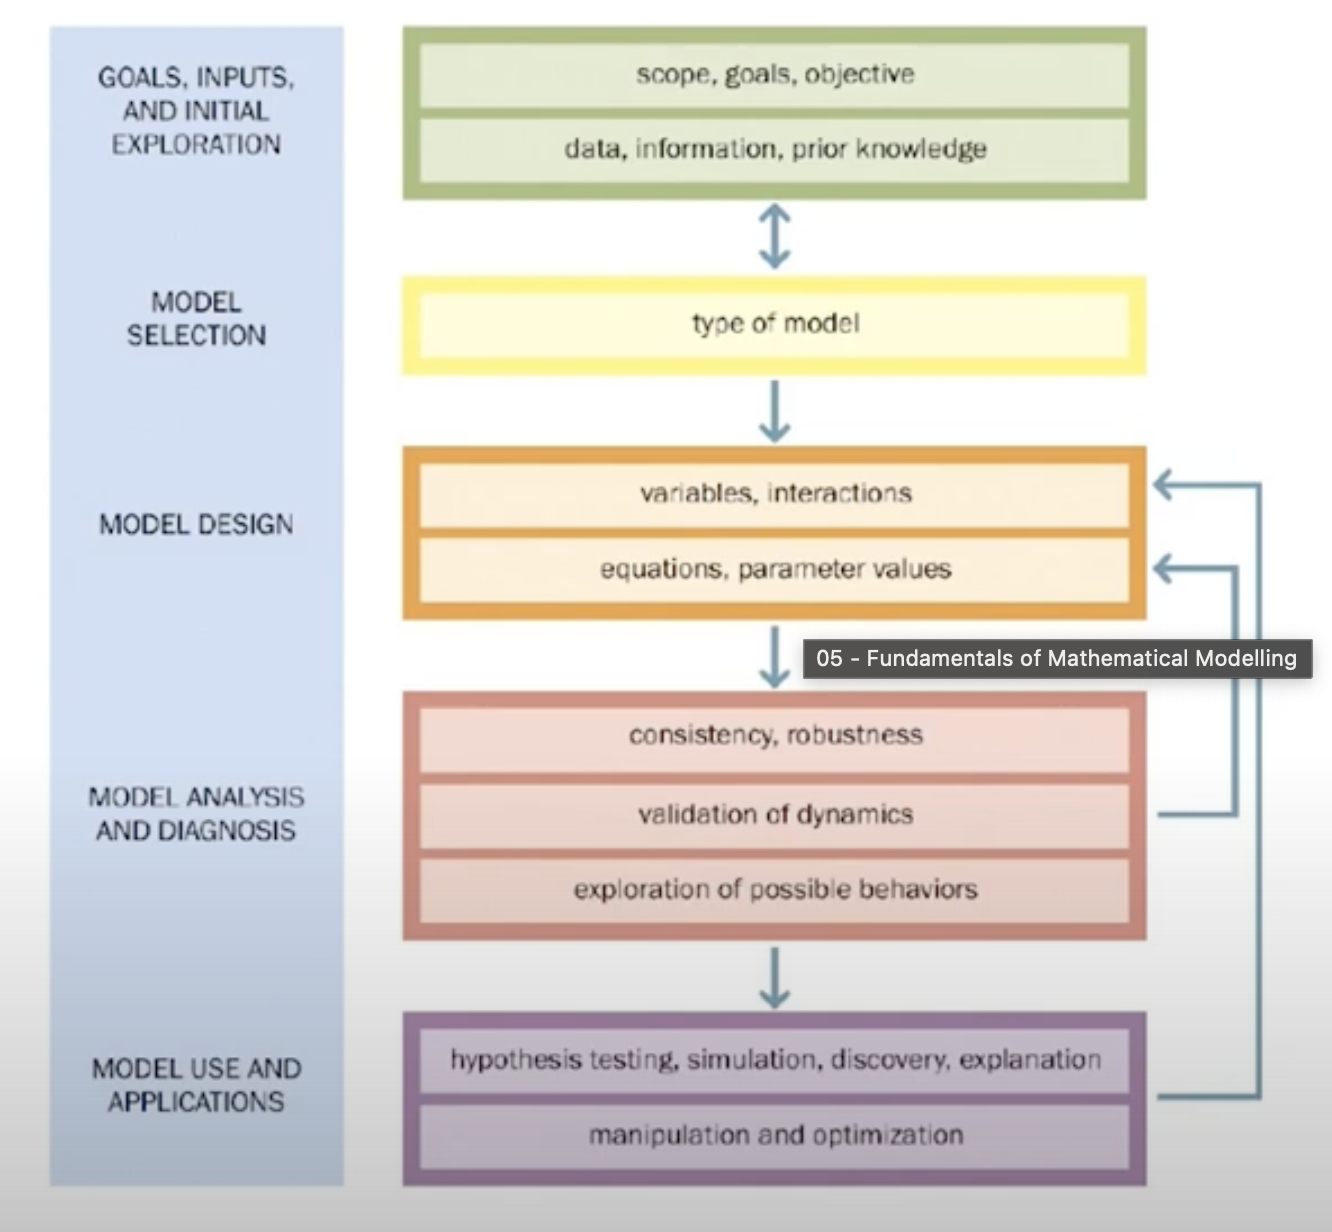 GOALS, INPUTS,
AND INITIAL
EXPLORATION
scope, goals, objective
data, information, prior knowledge
MODEL
SELECTION
type of model
MODEL DESIGN
variables, interactions
equations, parameter values
05 - Fundamentals of Mathematical Modelling
MODEL ANALYSIS
AND DIAGNOSIS
consistency, robustness
validation of dynamics
exploration of possible behaviors
MODEL USE AND
APPLICATIONS
hypothesis testing, simulation, discovery, explanation
manipulation and optimization